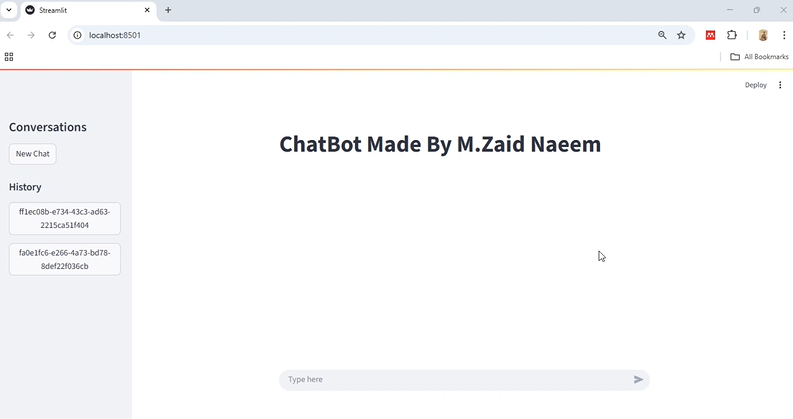 Streamlit
localhost:8501
All Bookmarks
Deploy
Conversations
New Chat
History
ff1ec08b-e734-43c3-ad63-
2215ca51f404
fa0e1fc6-e266-4a73-bd78-
8def22f036cb
ChatBot Made By M.Zaid Naeem
Type here